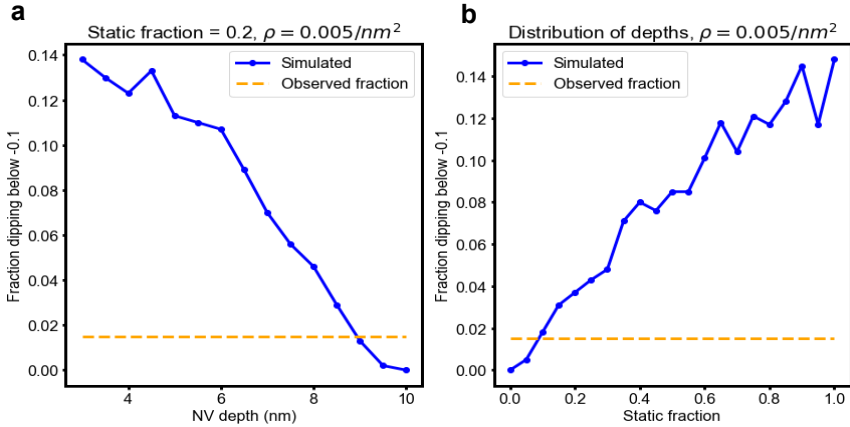 a
Static fraction = 0.2, ρ = 0.005/nm²
Simulated
Observed fraction
Fraction dipping below -0.1
0.14
0.12
0.10
0.08
0.06
0.04
0.02
0.00
4
6
8
10
NV depth (nm)
b
Distribution of depths, ρ = 0.005/nm²
Simulated
Observed fraction
Fraction dipping below -0.1
0.14
0.12
0.10
0.08
0.06
0.04
0.02
0.00
0.0
0.2
0.4
0.6
0.8
1.0
Static fraction